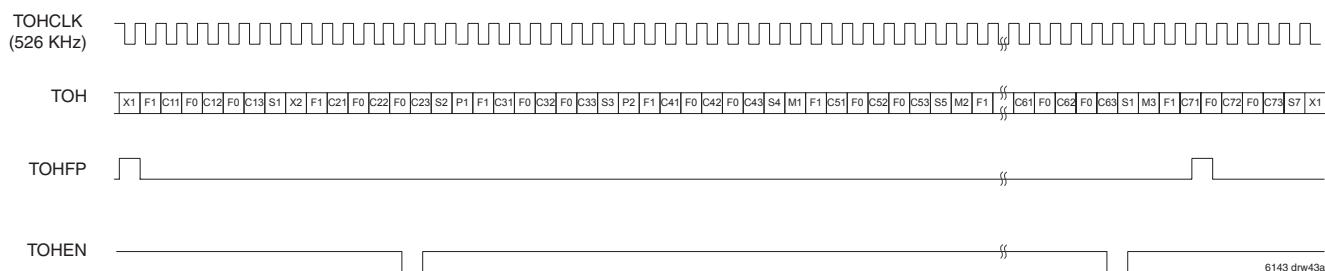 TOHCLK
(526 KHz)
TOH
X1 F1 C11 F0 C12 F0 C13 S1 X2 F1 C21 F0 C22 F0 C23 S2 P1 F1 C31 F0 C32 F0 C33 S3 P2 F1 C41 F0 C42 F0 C43 S4 M1 F1 C51 F0 C52 F0 C53 S5 M2 F1 C61 F0 C62 F0 C63 S1 M3 F1 C71 F0 C72 F0 C73 S7 X1
TOHFP
TOHEN
6143 drw43a